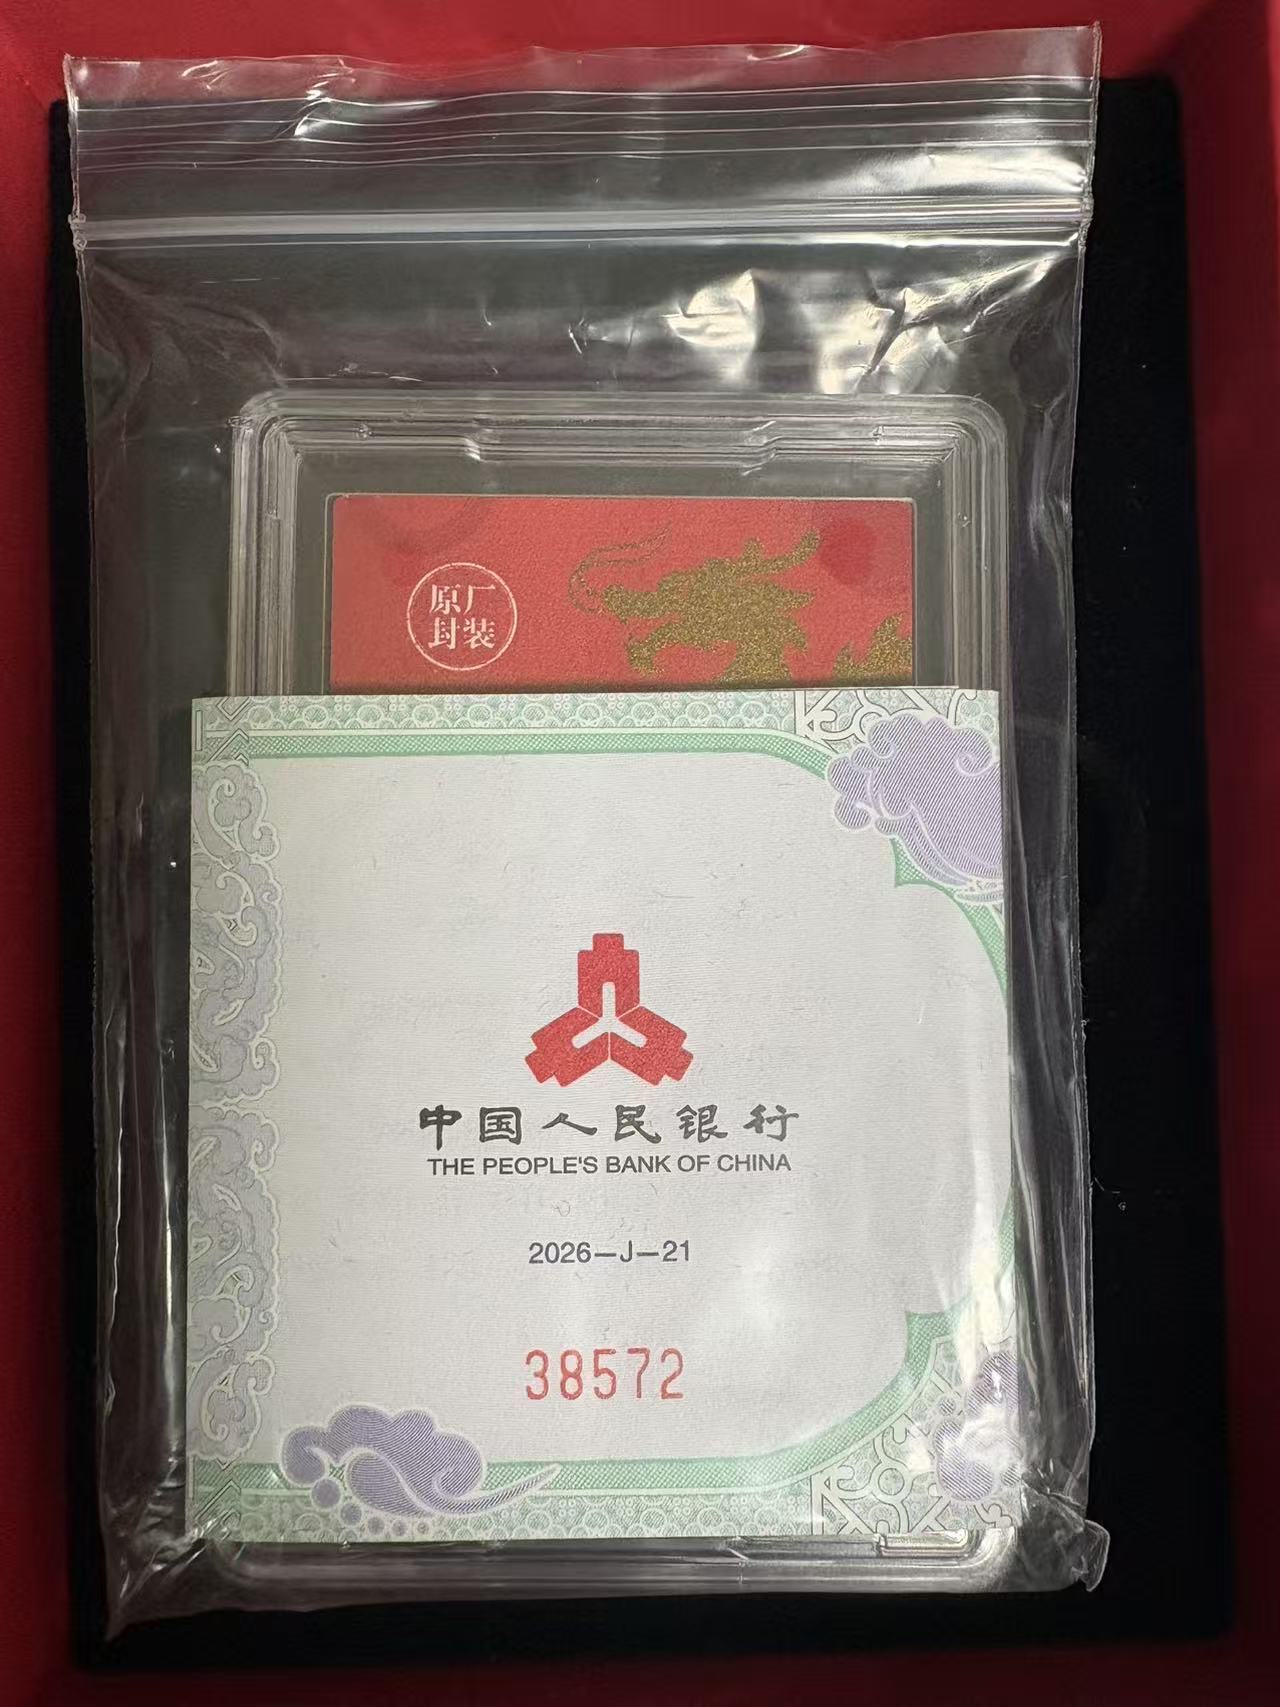 原厂
封装
中国人民银行
THE PEOPLE'S BANK OF CHINA
2026-J-21
38572